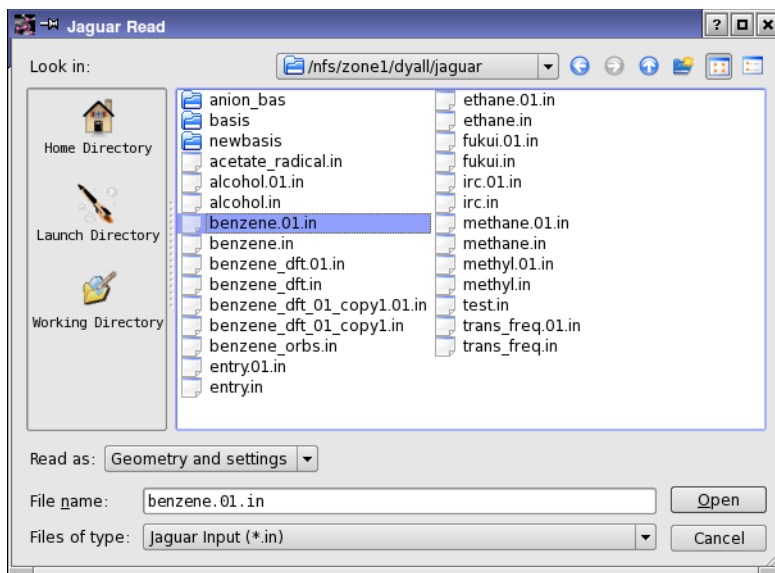 Jaguar Read
Look in: /nfs/zone1/dyall/jaguar
Home Directory
Launch Directory
Working Directory
anion_bas
basis
newbasis
acetate_radical.in
alcohol.01.in
alcohol.in
benzene.01.in
benzene.in
benzene_dft.01.in
benzene_dft.in
benzene_dft_01_copy1.01.in
benzene_dft_01_copy1.in
benzene_orbs.in
entry.01.in
entry.in
ethane.01.in
ethane.in
fukui.01.in
fukui.in
irc.01.in
irc.in
methane.01.in
methane.in
methyl.01.in
methyl.in
test.in
trans_freq.01.in
trans_freq.in
Read as: Geometry and settings
File name: benzene.01.in Open
Files of type: Jaguar Input (*.in) Cancel